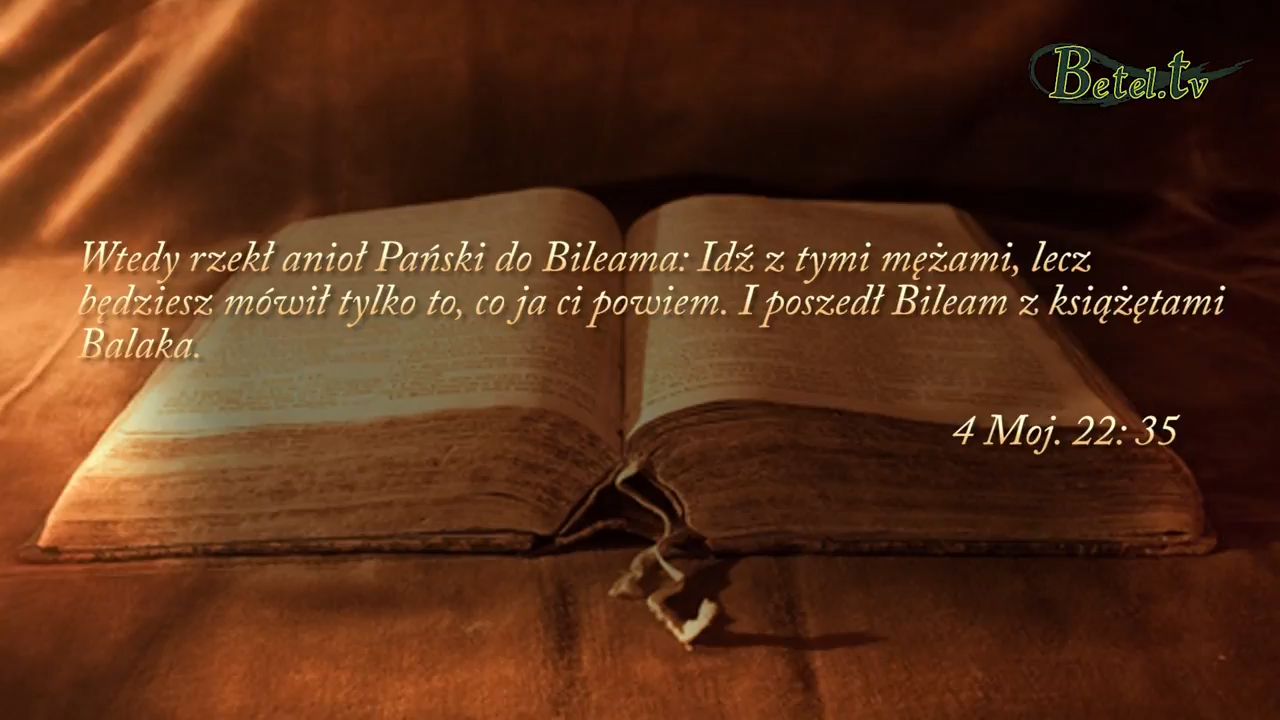 Betel.tv
Wtedy rzekł anioł Pański do Bileama: Idź z tymi mężami, lecz
będziesz mówił tylko to, co ja ci powiem. I poszedł Bileam z książętami
Balaka.
4 Moj. 22: 35